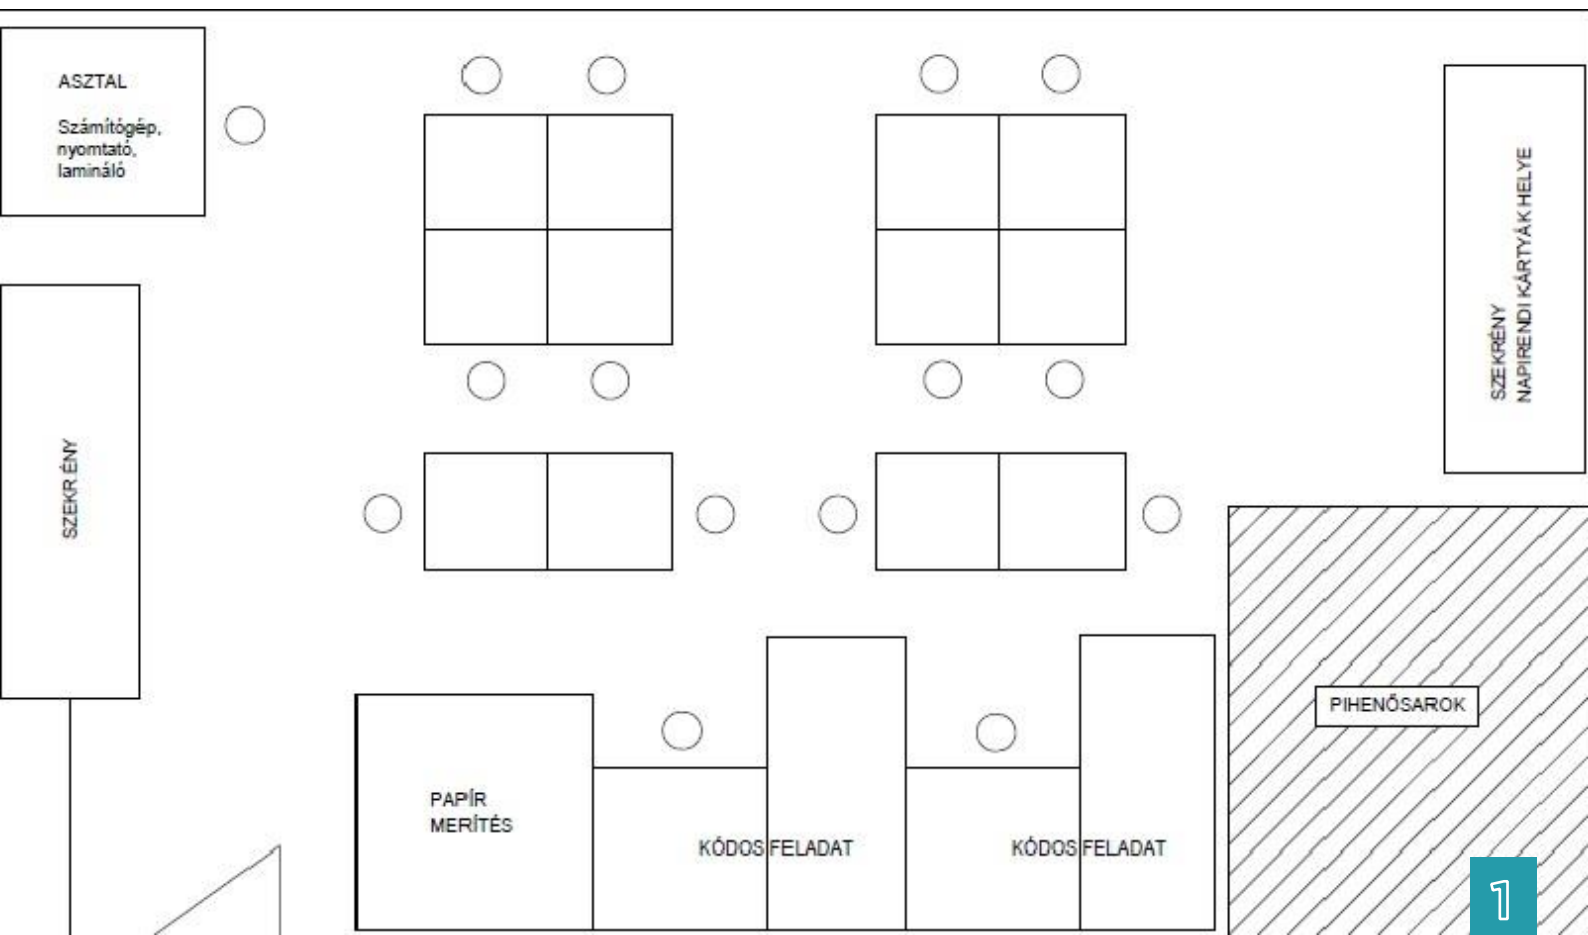 ASZTAL
Számítógép,
nyomtató,
lamináló
SZEKRÉNY
NAPIRENDI KÁRTYÁK HELYE
SZEKRÉNY
PIHENŐSAROK
PAPÍR
MERÍTÉS
KÓDOS FELADAT
KÓDOS FELADAT
1